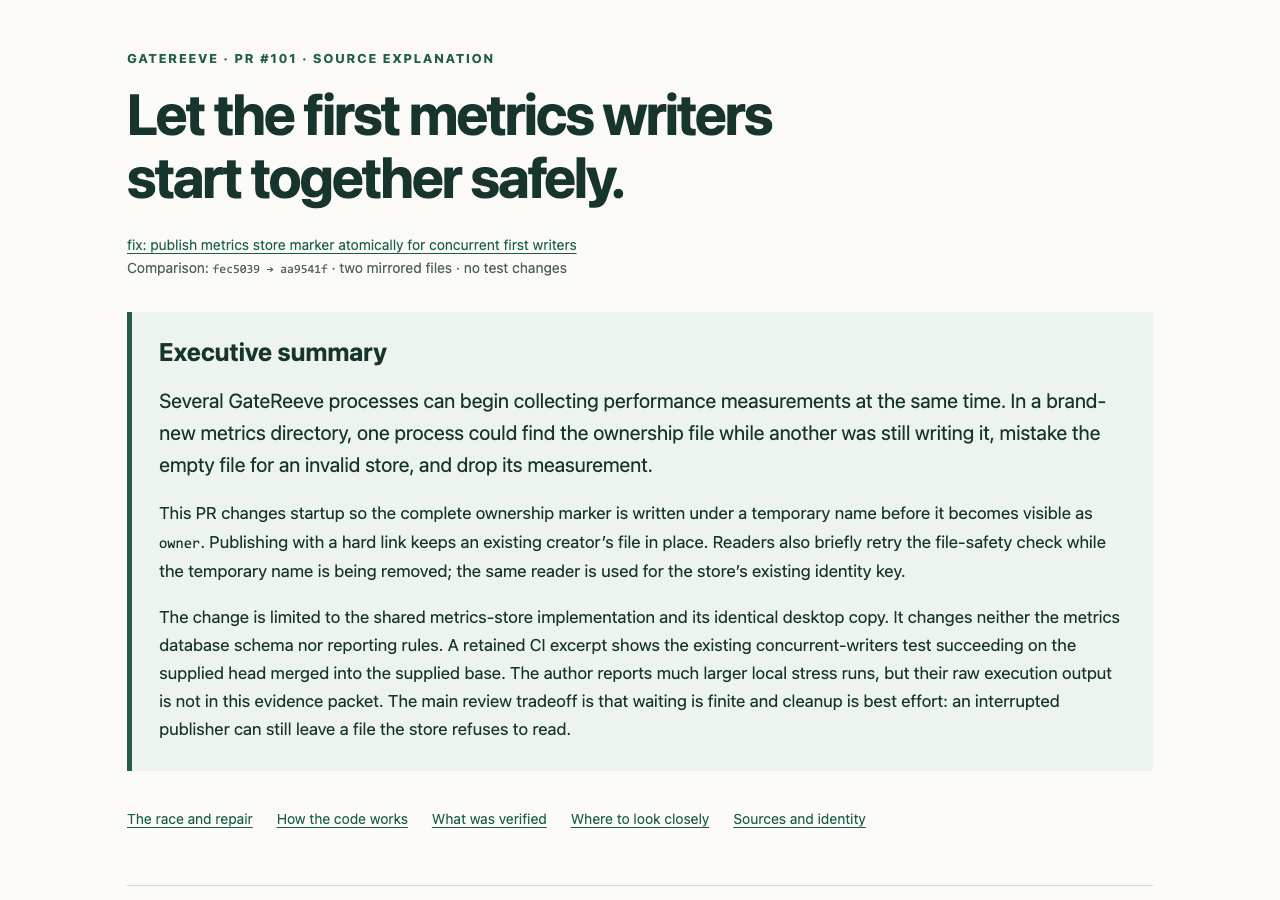 GATEREEVE · PR #101 · SOURCE EXPLANATION
Let the first metrics writers
start together safely.
fix: publish metrics store marker atomically for concurrent first writers
Comparison: fec5039 → aa9541f · two mirrored files · no test changes
Executive summary
Several GateReeve processes can begin collecting performance measurements at the same time. In a brand-
new metrics directory, one process could find the ownership file while another was still writing it, mistake the
empty file for an invalid store, and drop its measurement.
This PR changes startup so the complete ownership marker is written under a temporary name before it becomes visible as
owner. Publishing with a hard link keeps an existing creator’s file in place. Readers also briefly retry the file-safety check while
the temporary name is being removed; the same reader is used for the store’s existing identity key.
The change is limited to the shared metrics-store implementation and its identical desktop copy. It changes neither the metrics
database schema nor reporting rules. A retained CI excerpt shows the existing concurrent-writers test succeeding on the
supplied head merged into the supplied base. The author reports much larger local stress runs, but their raw execution output
is not in this evidence packet. The main review tradeoff is that waiting is finite and cleanup is best effort: an interrupted
publisher can still leave a file the store refuses to read.
The race and repair How the code works What was verified Where to look closely Sources and identity